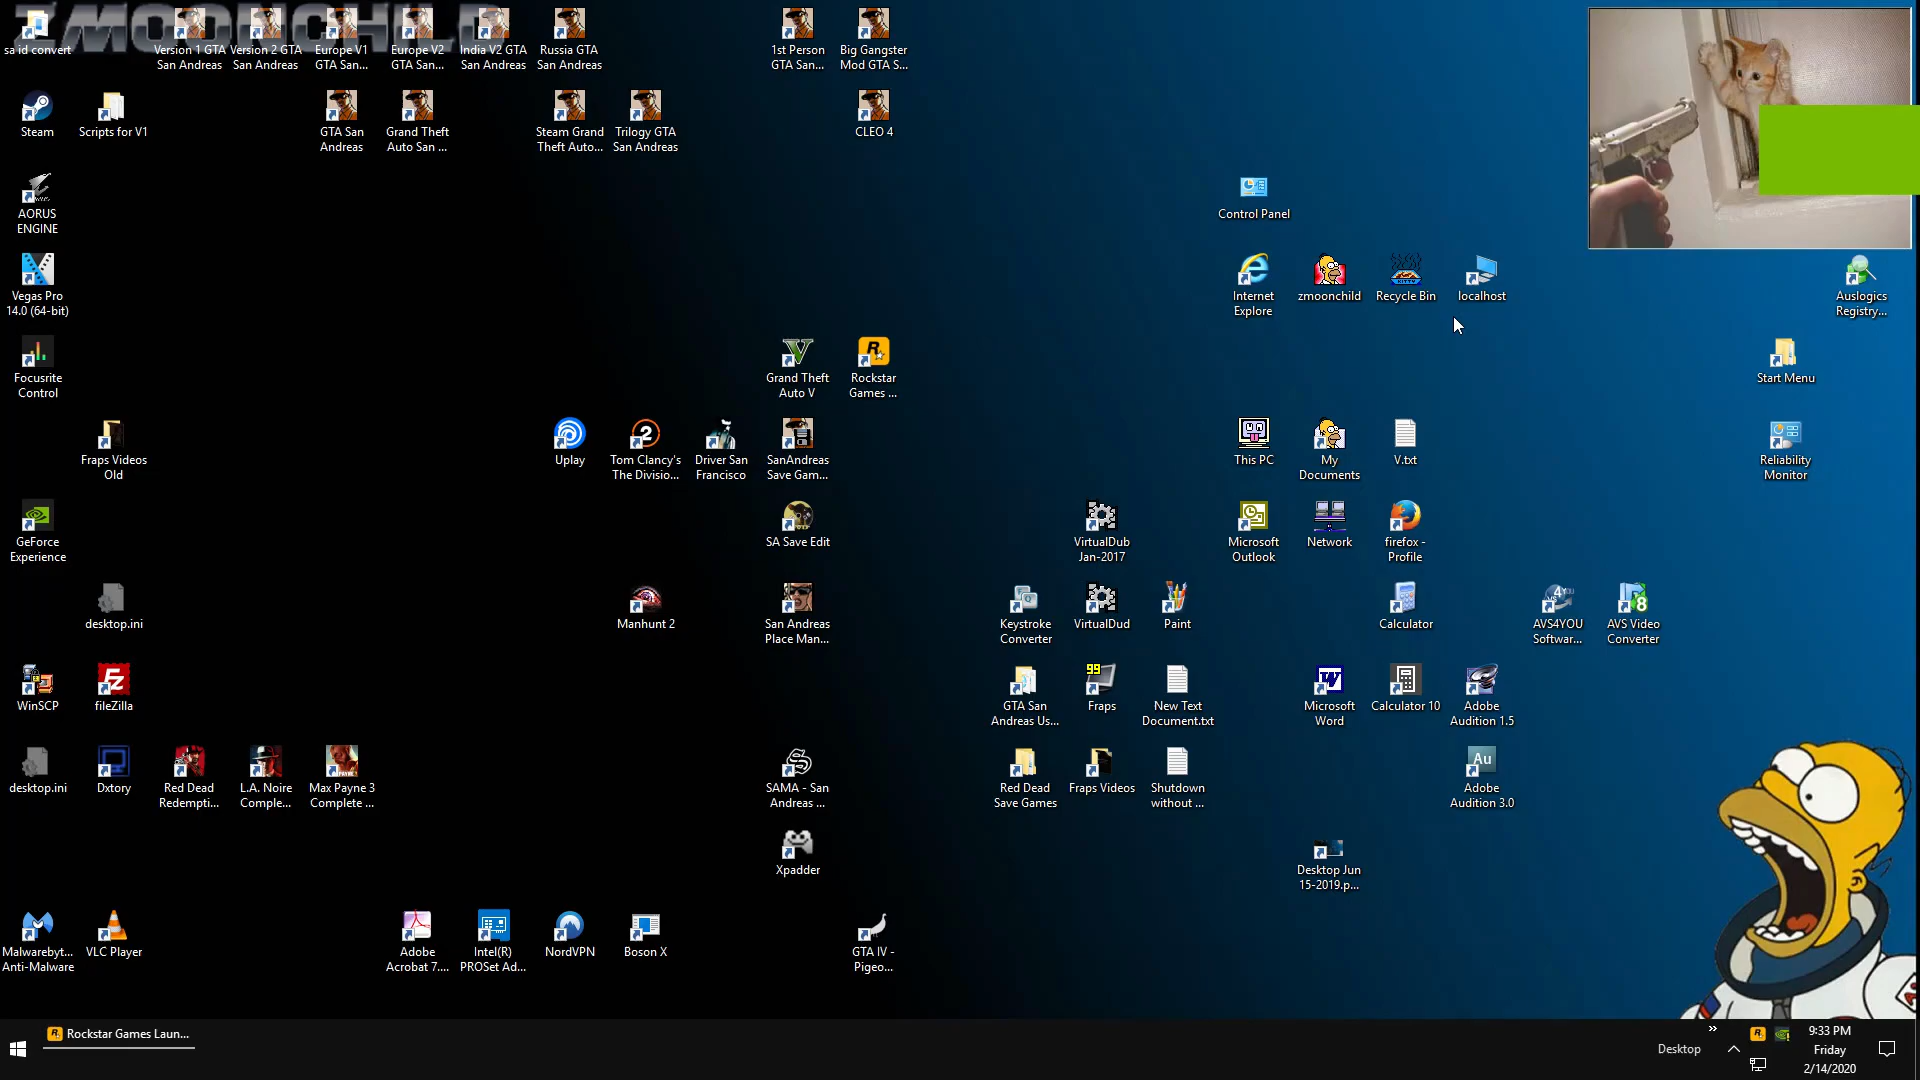 ZMOONCHILD
sa id convert
Version 1 GTA
San Andreas
Version 2 GTA
San Andreas
Europe V1
GTA San...
Europe V2
GTA San...
India V2 GTA
San Andreas
Russia GTA
San Andreas
1st Person
GTA San...
Big Gangster
Mod GTA S...
Steam
Scripts for V1
GTA San
Andreas
Grand Theft
Auto San ...
Steam Grand
Theft Auto...
Trilogy GTA
San Andreas
CLEO 4
AORUS
ENGINE
Control Panel
Vegas Pro
14.0 (64-bit)
Internet
Explore
zmoonchild
Recycle Bin
localhost
Auslogics
Registry...
Focusrite
Control
Grand Theft
Auto V
Rockstar
Games ...
Start Menu
Fraps Videos
Old
Uplay
Tom Clancy's
The Divisio...
Driver San
Francisco
SanAndreas
Save Gam...
This PC
My
Documents
V.txt
Reliability
Monitor
GeForce
Experience
SA Save Edit
VirtualDub
Jan-2017
Microsoft
Outlook
Network
firefox -
Profile
desktop.ini
Manhunt 2
San Andreas
Place Man...
Keystroke
Converter
VirtualDud
Paint
Calculator
AVS4YOU
Softwar...
AVS Video
Converter
WinSCP
fileZilla
GTA San
Andreas Us...
Fraps
New Text
Document.txt
Microsoft
Word
Calculator 10
Adobe
Audition 1.5
desktop.ini
Dxtory
Red Dead
Redempti...
L.A. Noire
Comple...
Max Payne 3
Complete ...
SAMA - San
Andreas ...
Red Dead
Save Games
Fraps Videos
Shutdown
without ...
Adobe
Audition 3.0
Xpadder
Desktop Jun
15-2019.p...
Malwarebyt...
Anti-Malware
VLC Player
Adobe
Acrobat 7....
Intel(R)
PROSet Ad...
NordVPN
Boson X
GTA IV -
Pigeo...
Rockstar Games Laun...
Desktop
9:33 PM
Friday
2/14/2020